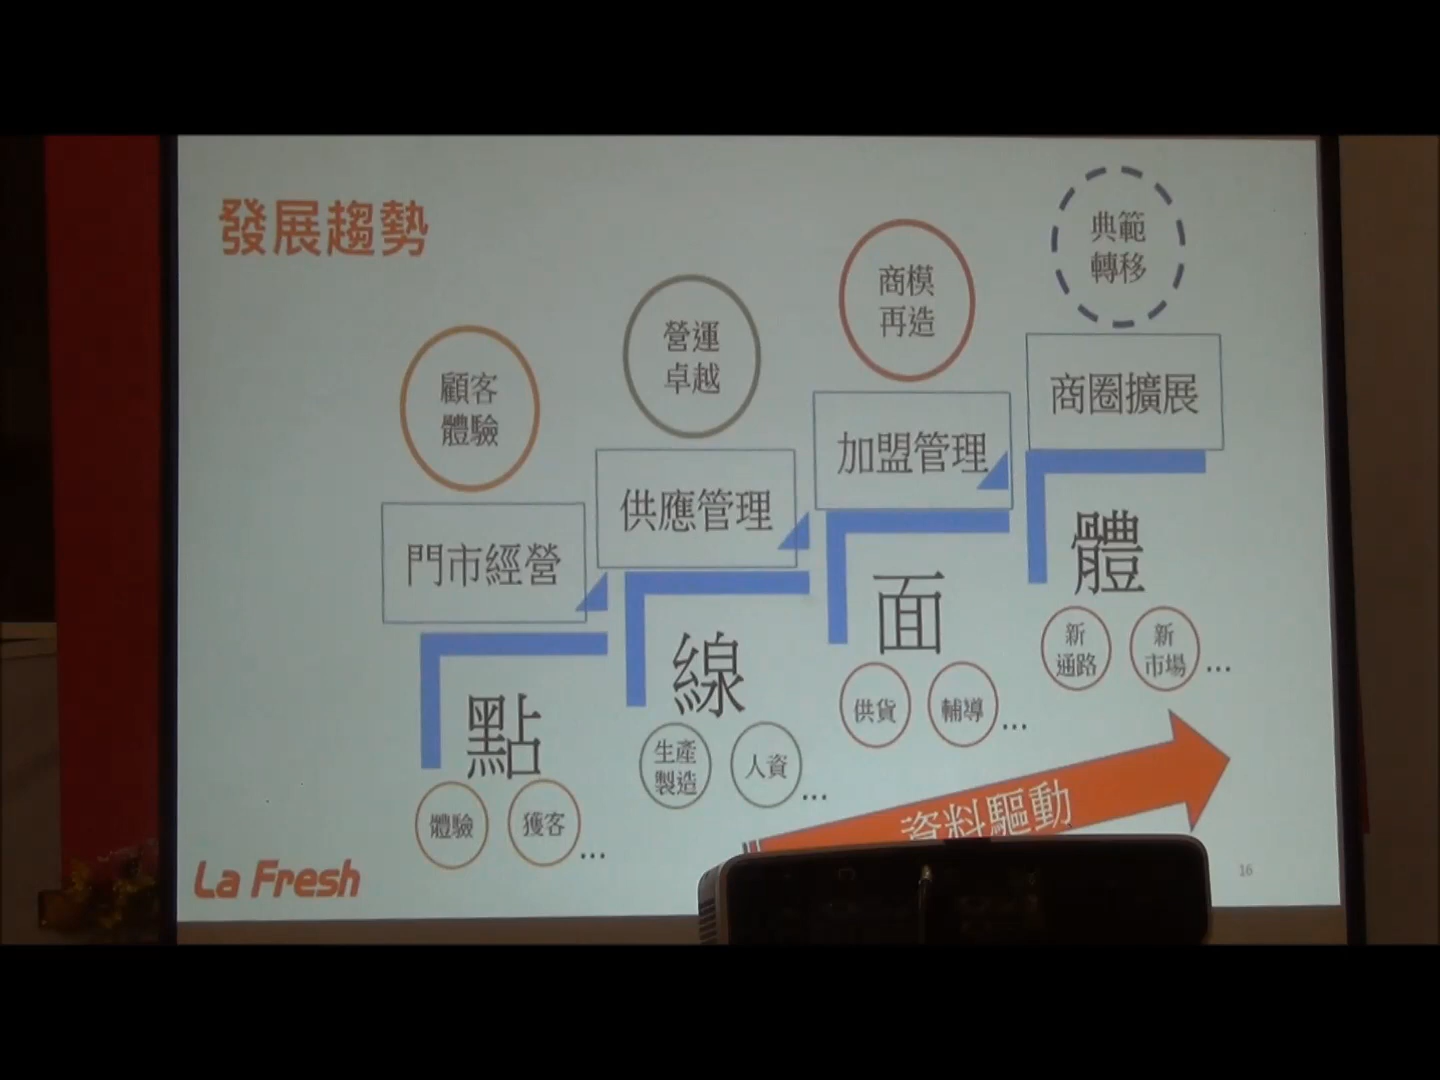 發展趨勢
顧客
體驗
門市經營
點
體驗
獲客
...
營運
卓越
供應管理
線
生產
製造
人資
...
商模
再造
加盟管理
面
供貨
輔導
...
典範
轉移
商圈擴展
體
新
通路
新
市場
...
資料驅動
La Fresh
16